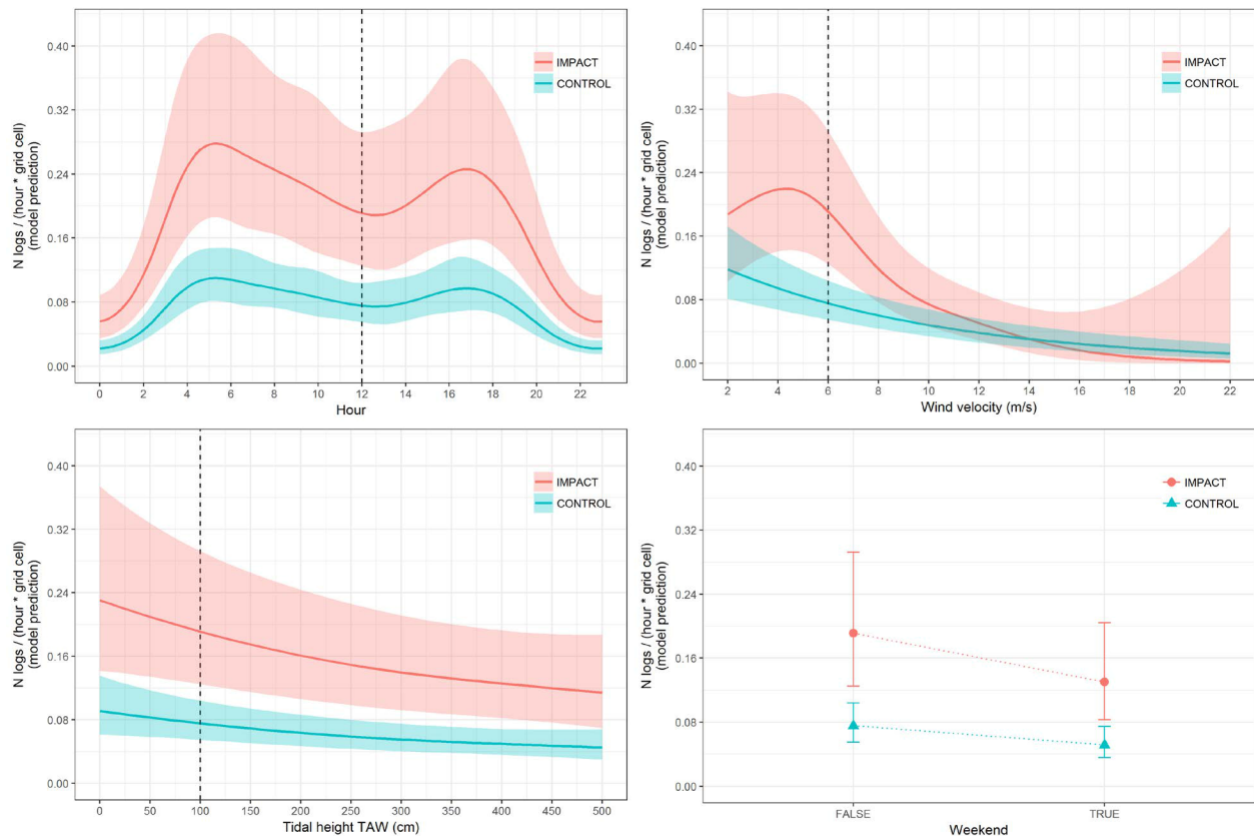 N logs / (hour * grid cell)
(model prediction)
0.40
0.32
0.24
0.16
0.08
0.00
IMPACT
CONTROL
0 2 4 6 8 10 12 14 16 18 20 22
Hour
N logs / (hour * grid cell)
(model prediction)
0.40
0.32
0.24
0.16
0.08
0.00
IMPACT
CONTROL
2 4 6 8 10 12 14 16 18 20 22
Wind velocity (m/s)
N logs / (hour * grid cell)
(model prediction)
0.40
0.32
0.24
0.16
0.08
0.00
IMPACT
CONTROL
0 50 100 150 200 250 300 350 400 450 500
Tidal height TAW (cm)
N logs / (hour * grid cell)
(model prediction)
0.40
0.32
0.24
0.16
0.08
0.00
IMPACT
CONTROL
FALSE TRUE
Weekend